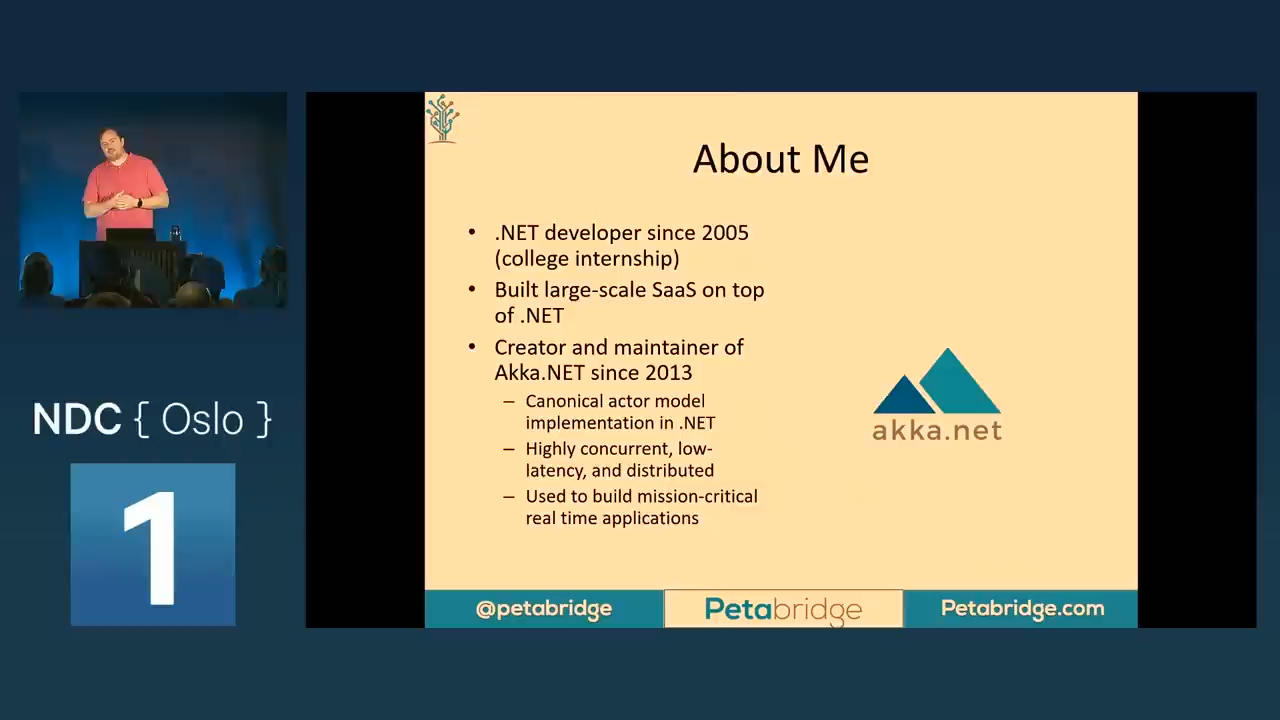 About Me
• .NET developer since 2005
(college internship)
• Built large-scale SaaS on top
of .NET
• Creator and maintainer of
Akka.NET since 2013
– Canonical actor model
implementation in .NET
– Highly concurrent, low-
latency, and distributed
– Used to build mission-critical
real time applications
akka.net
@petabridge
Petabridge
Petabridge.com
NDC { Oslo }
1